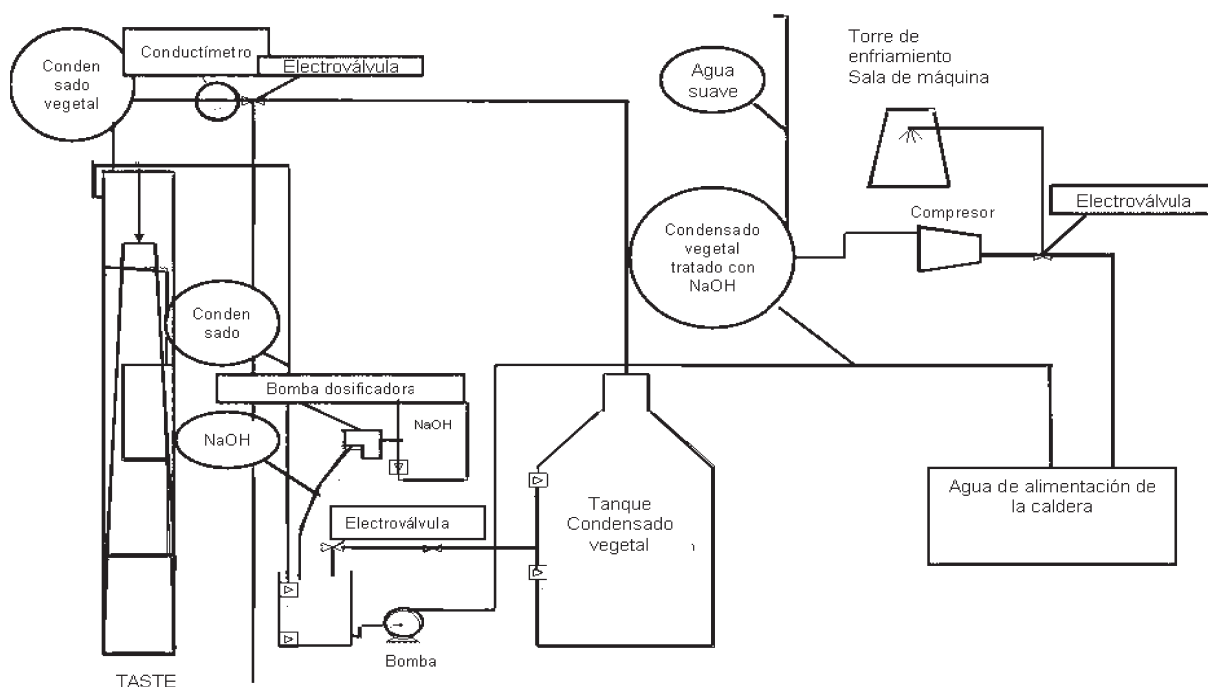 Conden
sado
vegetal
Conductímetro
Electroválvula
Agua
suave
Torre de
enfriamiento
Sala de máquina
Electroválvula
Compresor
Condensado
vegetal
tratado con
NaOH
Conden
sado
Bomba dosificadora
NaOH
NaOH
Electroválvula
Tanque
Condensado
vegetal
Agua de alimentación de
la caldera
Bomba
TASTE